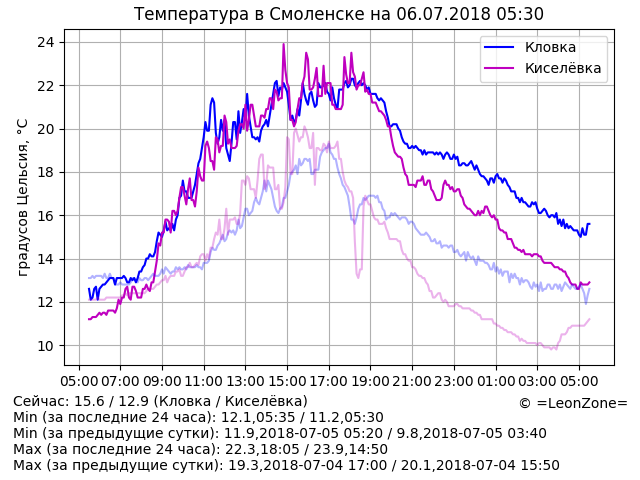 Температура в Смоленске на 06.07.2018 05:30
Кловка
Киселёвка
градусов Цельсия, °C
24
22
20
18
16
14
12
10
05:00 07:00 09:00 11:00 13:00 15:00 17:00 19:00 21:00 23:00 01:00 03:00 05:00
Сейчас: 15.6 / 12.9 (Кловка / Киселёвка)
© =LeonZone=
Min (за последние 24 часа): 12.1,05:35 / 11.2,05:30
Min (за предыдущие сутки): 11.9,2018-07-05 05:20 / 9.8,2018-07-05 03:40
Max (за последние 24 часа): 22.3,18:05 / 23.9,14:50
Max (за предыдущие сутки): 19.3,2018-07-04 17:00 / 20.1,2018-07-04 15:50